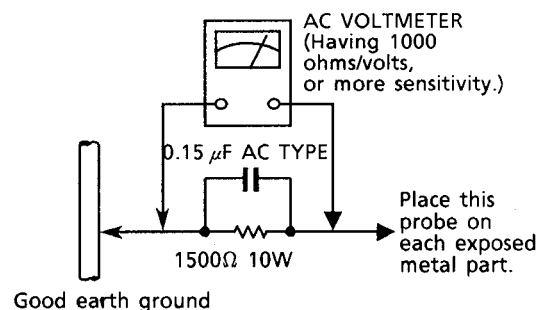 AC VOLTMETER
(Having 1000
ohms/volts,
or more sensitivity.)
0.15 µF AC TYPE
Place this
probe on
each exposed
metal part.
1500Ω 10W
Good earth ground